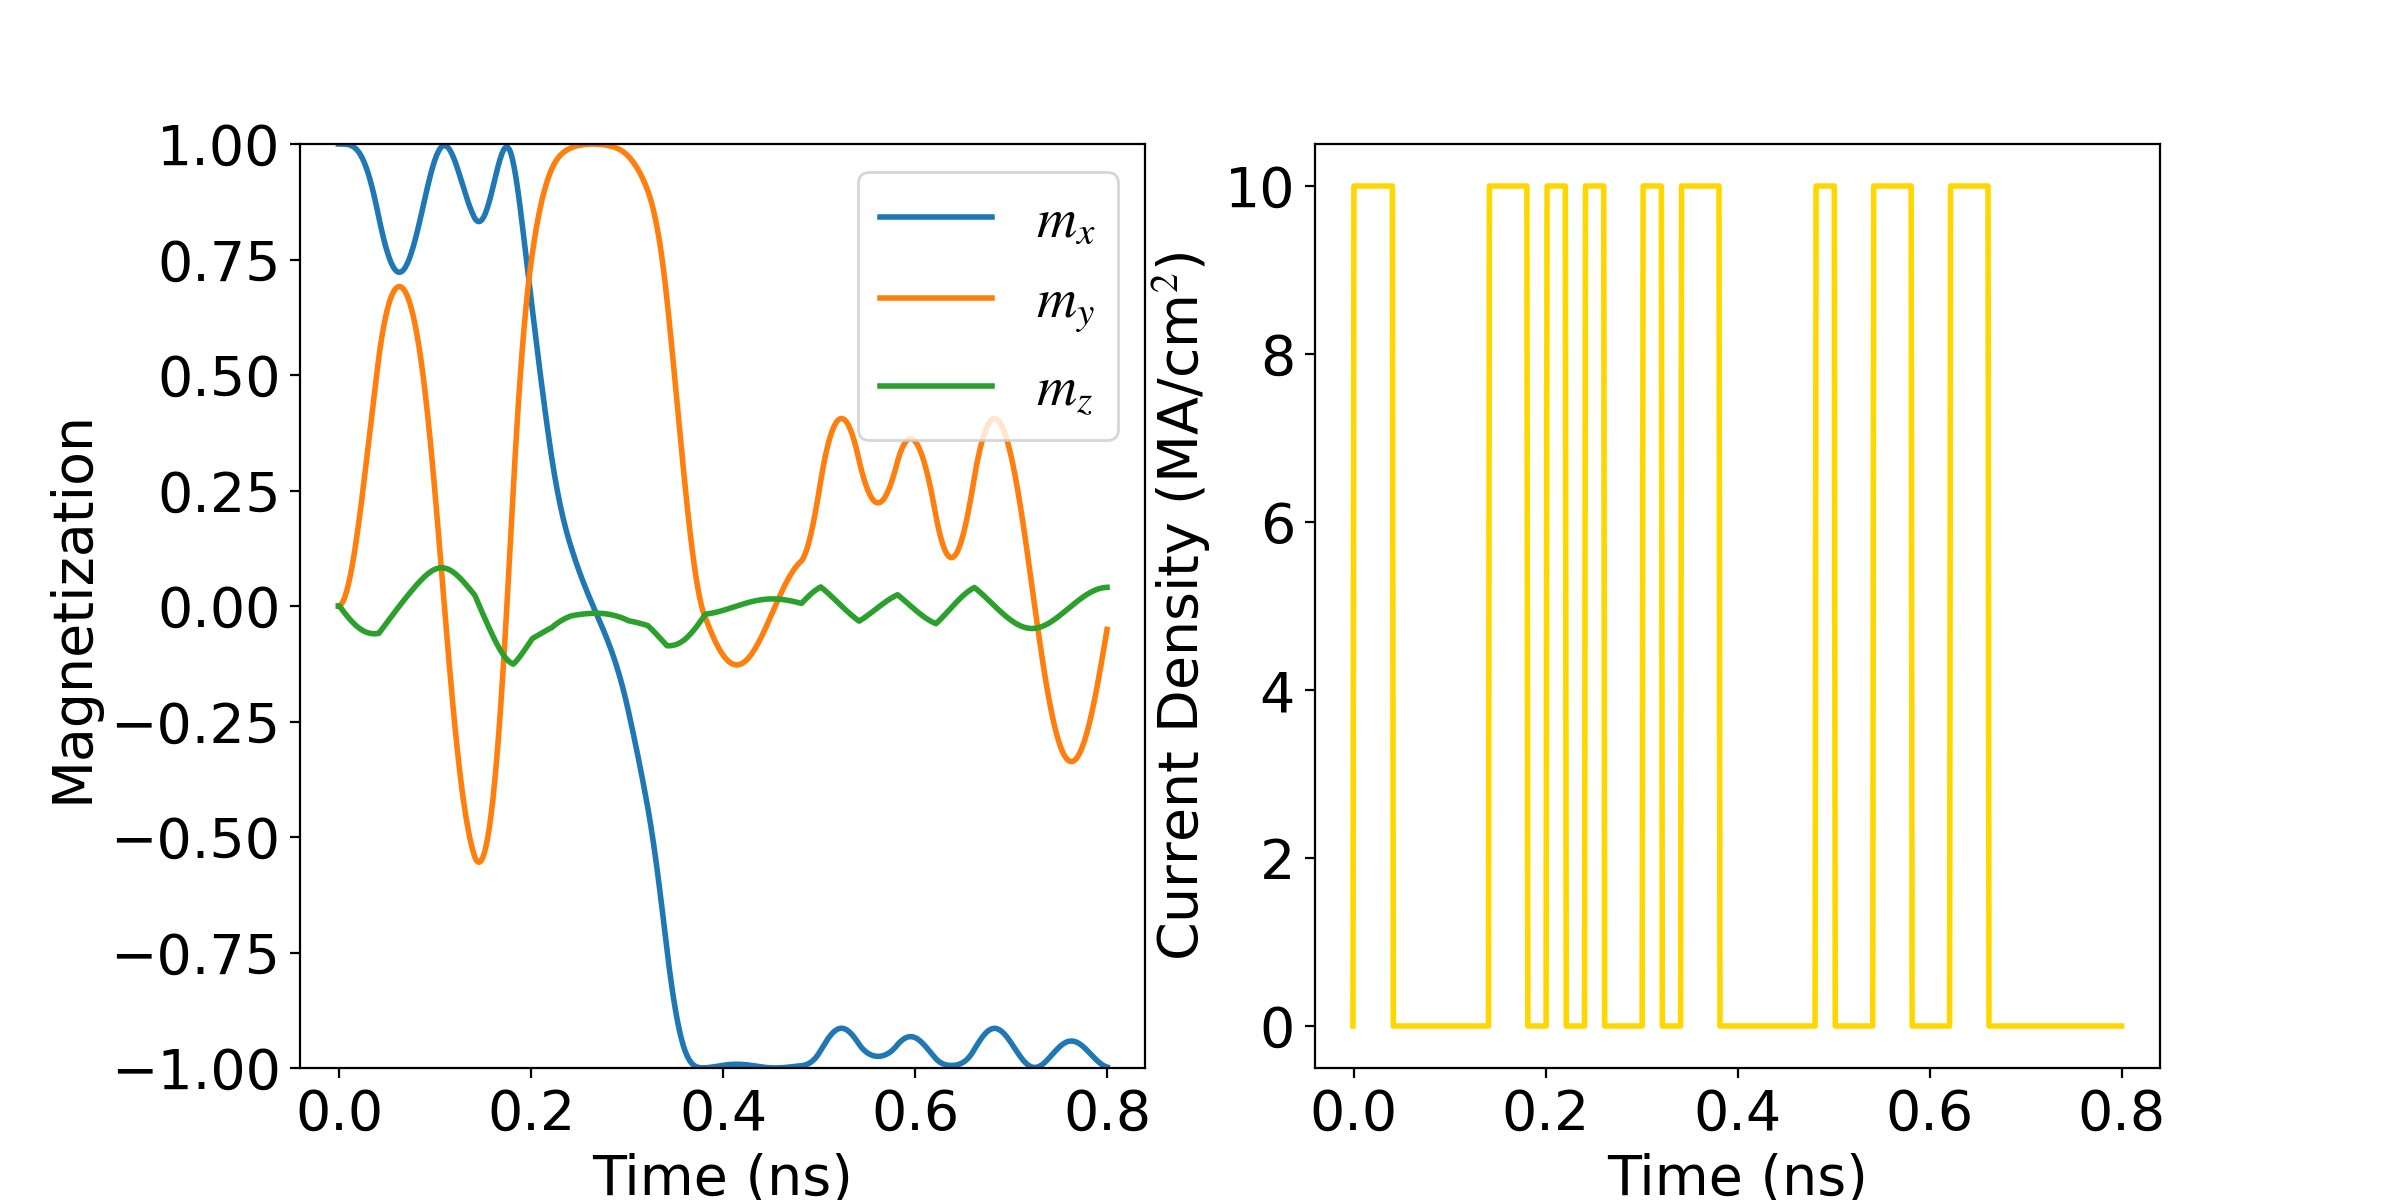 Magnetization
1.00
0.75
0.50
0.25
0.00
−0.25
−0.50
−0.75
−1.00
0.0 0.2 0.4 0.6 0.8
Time (ns)
m_x
m_y
m_z
Current Density (MA/cm²)
10
8
6
4
2
0
0.0 0.2 0.4 0.6 0.8
Time (ns)